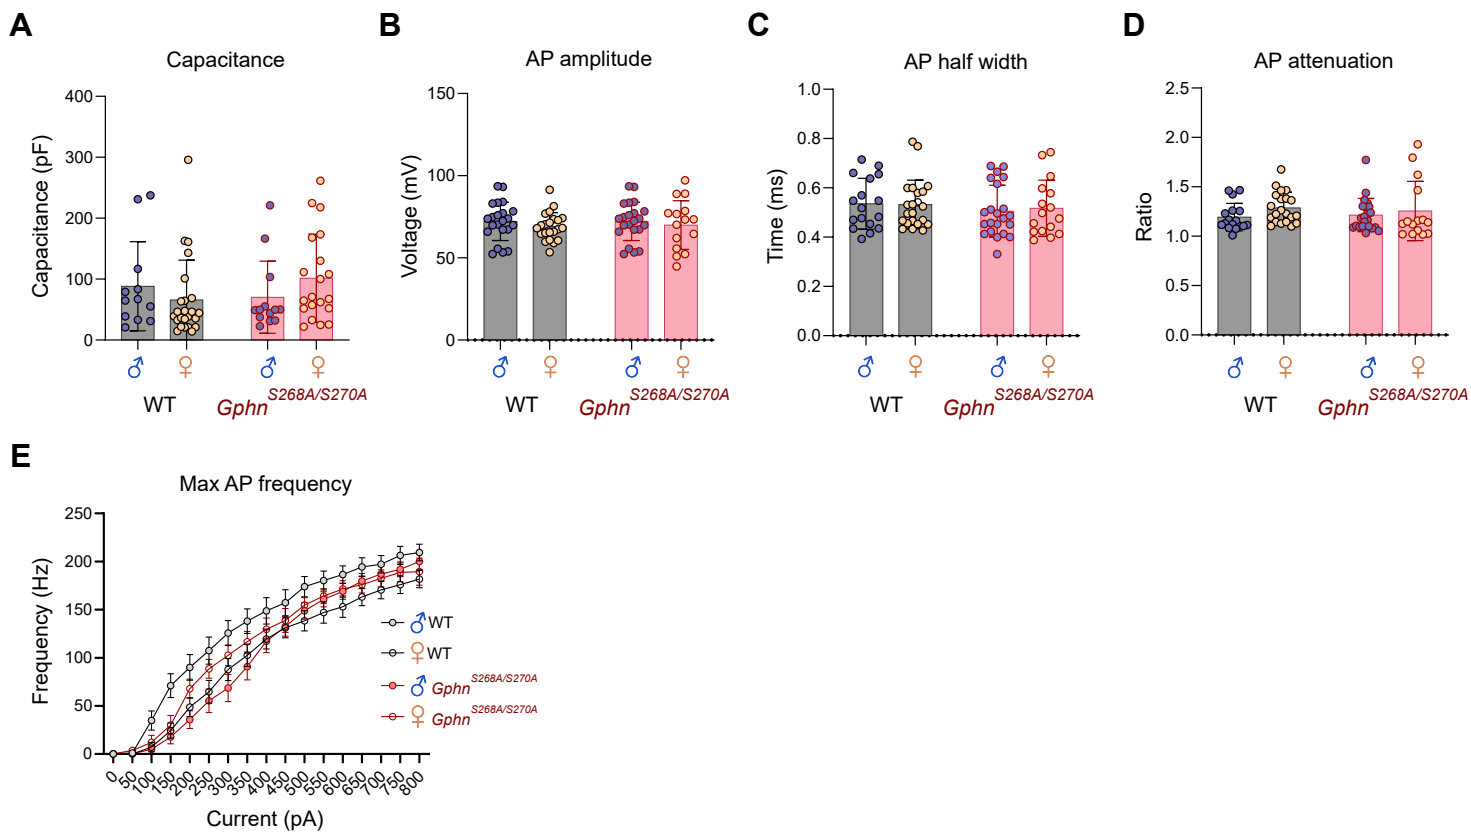 A
Capacitance
Capacitance (pF)
400
300
200
100
0
♂ ♀ ♂ ♀
WT Gphn S268A/S270A
B
AP amplitude
Voltage (mV)
150
100
50
0
♂ ♀ ♂ ♀
WT Gphn S268A/S270A
C
AP half width
Time (ms)
1.0
0.8
0.6
0.4
0.2
0.0
♂ ♀ ♂ ♀
WT Gphn S268A/S270A
D
AP attenuation
Ratio
2.5
2.0
1.5
1.0
0.5
0.0
♂ ♀ ♂ ♀
WT Gphn S268A/S270A
E
Max AP frequency
Frequency (Hz)
250
200
150
100
50
0
0 50 100 150 200 250 300 350 400 450 500 550 600 650 700 750 800
Current (pA)
♂ WT
♀ WT
♂ Gphn S268A/S270A
♀ Gphn S268A/S270A